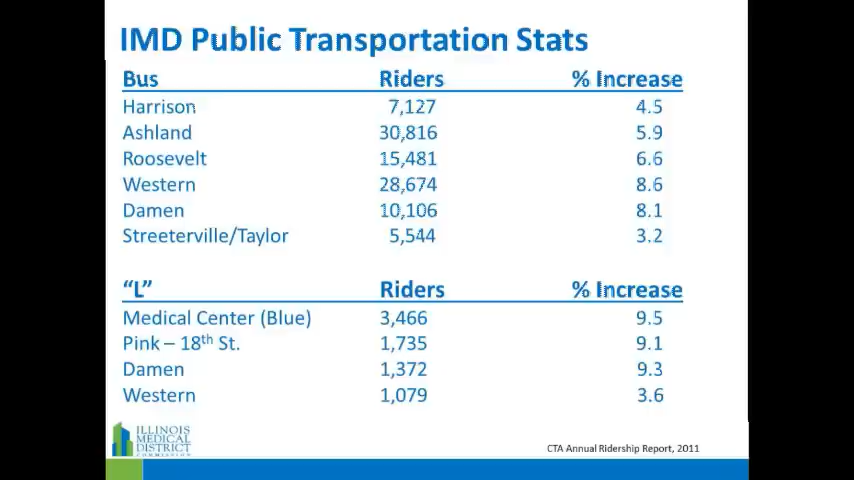 IMD Public Transportation Stats
Bus Riders % Increase
Harrison 7,127 4.5
Ashland 30,816 5.9
Roosevelt 15,481 6.6
Western 28,674 8.6
Damen 10,106 8.1
Streeterville/Taylor 5,544 3.2
“L” Riders % Increase
Medical Center (Blue) 3,466 9.5
Pink – 18th St. 1,735 9.1
Damen 1,372 9.3
Western 1,079 3.6
ILLINOIS
MEDICAL
DISTRICT
COMMISSION
CTA Annual Ridership Report, 2011